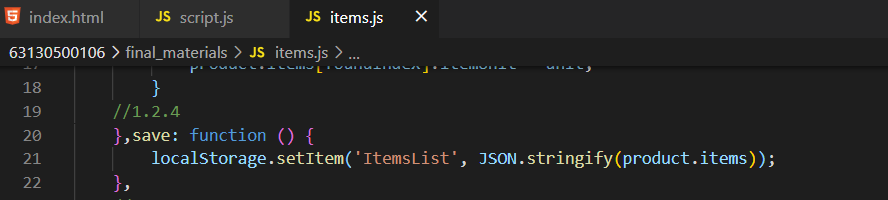 index.html JS script.js JS items.js ×
63130500106 > final_materials > JS items.js > ...
18 }
19 //1.2.4
20 },save: function () {
21 localStorage.setItem('ItemsList', JSON.stringify(product.items));
22 },